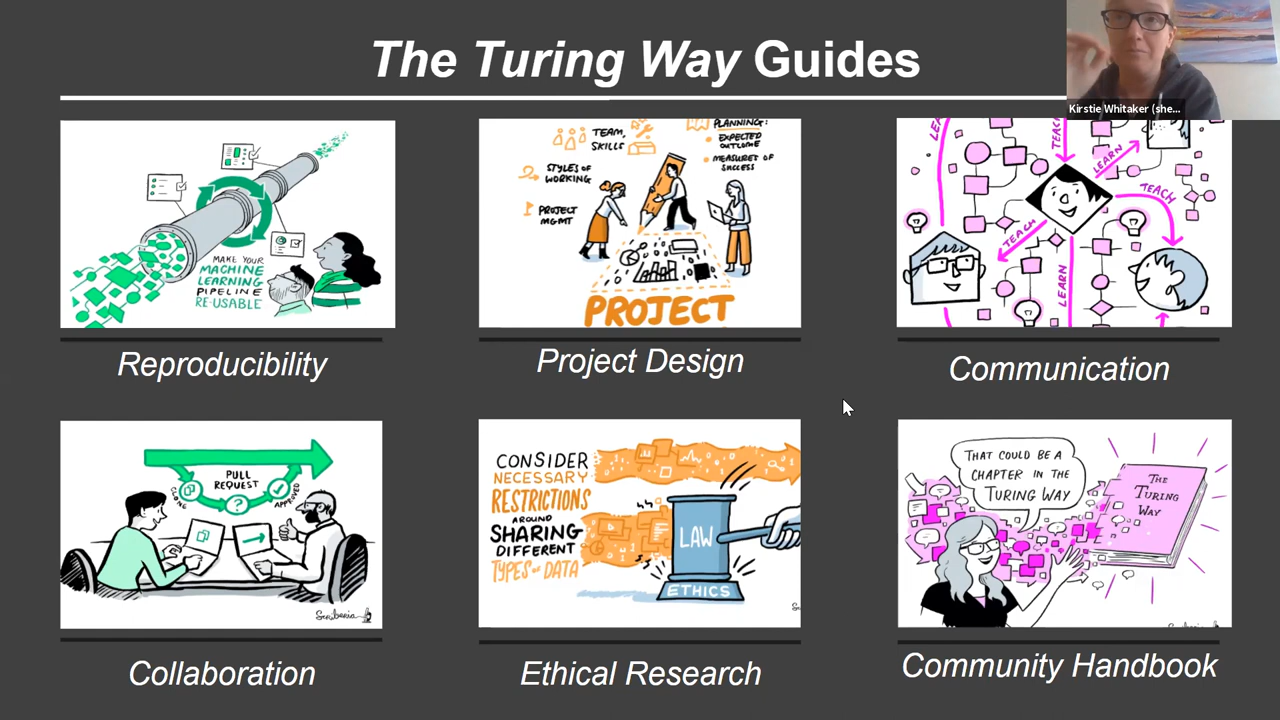 The Turing Way Guides
Kirstie Whitaker (she...
MAKE YOUR
MACHINE
LEARNING
PIPELINE
RE-USABLE
TEAM,
SKILLS
STYLES OF
WORKING
PROJECT
MGMT
PLANNING:
EXPECTED
OUTCOME
MEASURES OF
SUCCESS
PROJECT
TEACH
LEARN
TEACH
TEACH
LEARN
Reproducibility
Project Design
Communication
PULL
REQUEST
CLONE
APPROVED
Scriberia
CONSIDER
NECESSARY
RESTRICTIONS
AROUND
SHARING
DIFFERENT
TYPES OF DATA
LAW
ETHICS
THAT COULD BE A
CHAPTER IN THE
TURING WAY
THE
TURING
WAY
Collaboration
Ethical Research
Community Handbook